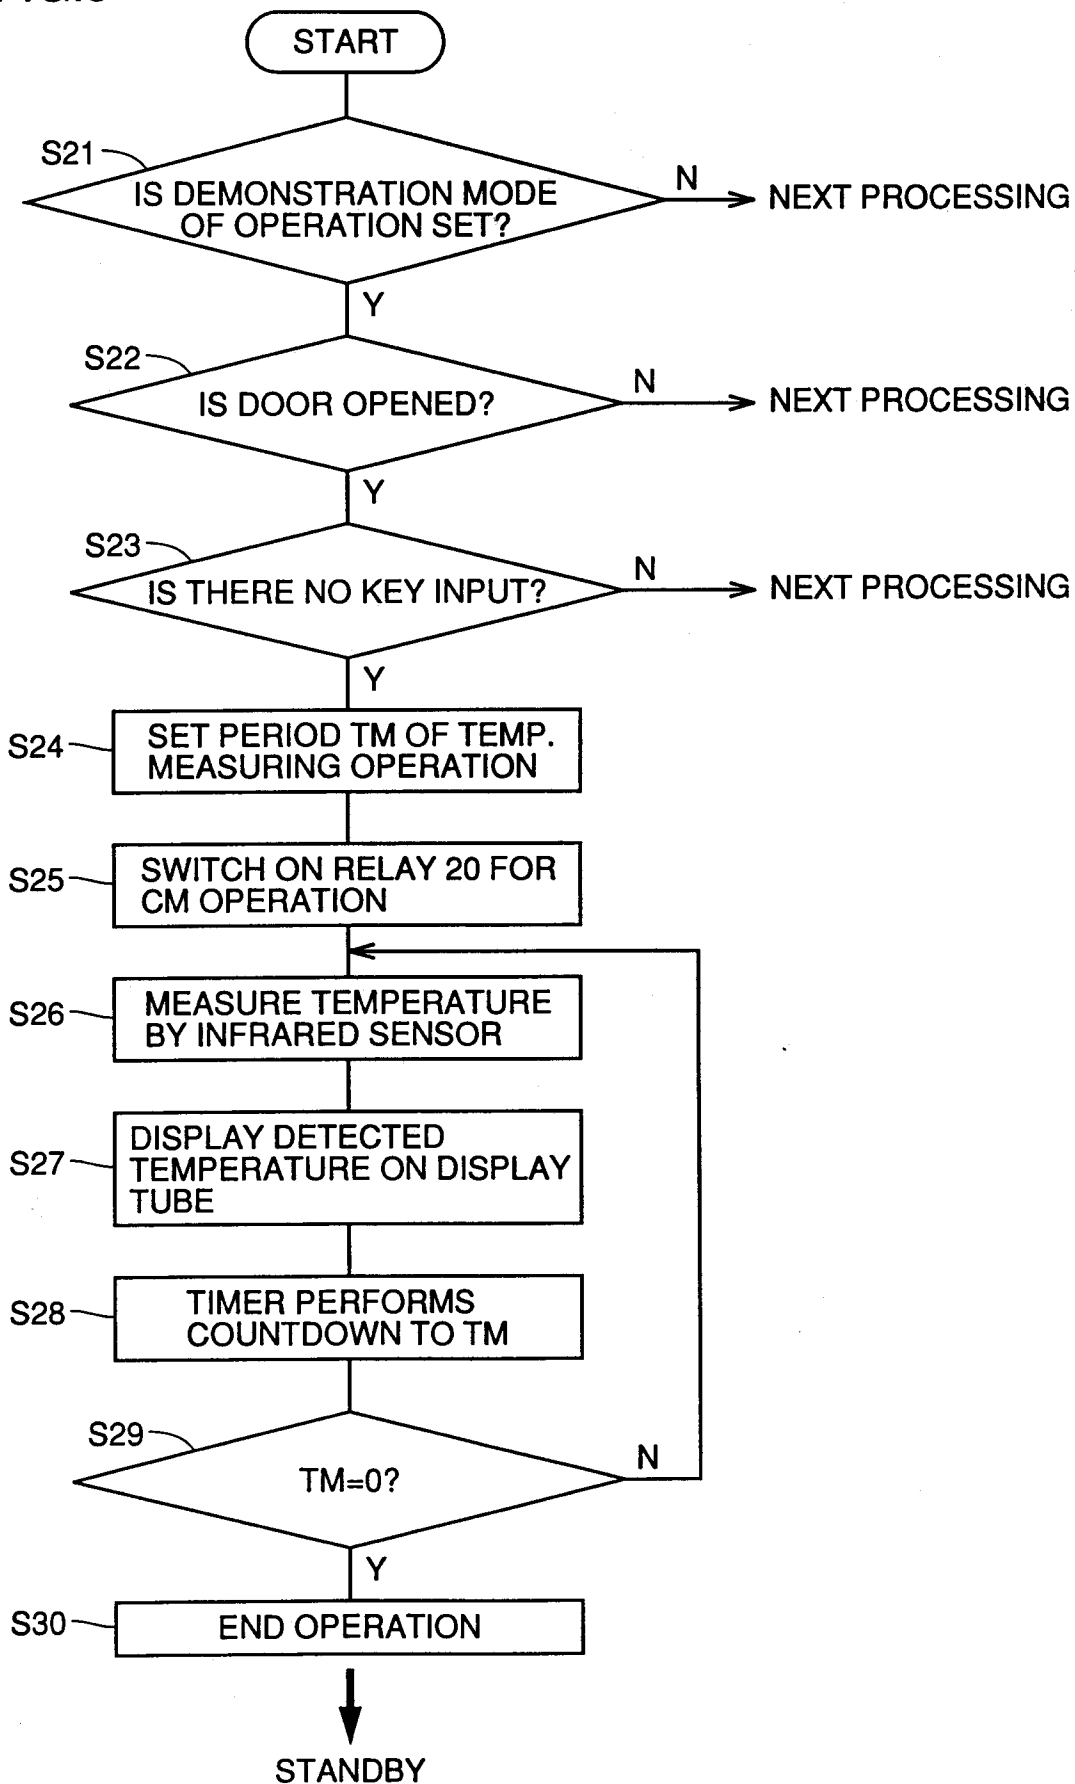 START
S21
IS DEMONSTRATION MODE
OF OPERATION SET?
N
NEXT PROCESSING
Y
S22
IS DOOR OPENED?
N
NEXT PROCESSING
Y
S23
IS THERE NO KEY INPUT?
N
NEXT PROCESSING
Y
S24
SET PERIOD TM OF TEMP.
MEASURING OPERATION
S25
SWITCH ON RELAY 20 FOR
CM OPERATION
S26
MEASURE TEMPERATURE
BY INFRARED SENSOR
S27
DISPLAY DETECTED
TEMPERATURE ON DISPLAY
TUBE
S28
TIMER PERFORMS
COUNTDOWN TO TM
S29
TM=0?
N
Y
S30
END OPERATION
STANDBY